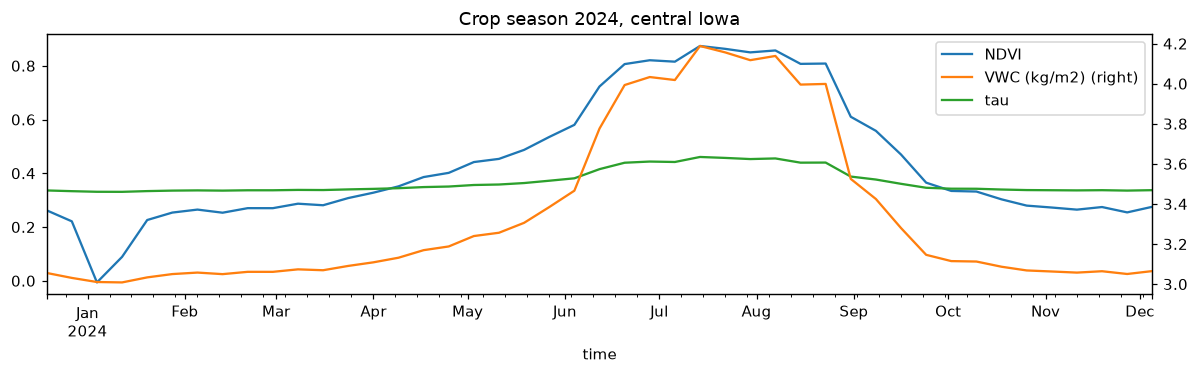 Crop season 2024, central Iowa
NDVI
VWC (kg/m2) (right)
tau
0.8
0.6
0.4
0.2
0.0
4.2
4.0
3.8
3.6
3.4
3.2
3.0
Jan Feb Mar Apr May Jun Jul Aug Sep Oct Nov Dec
2024
time